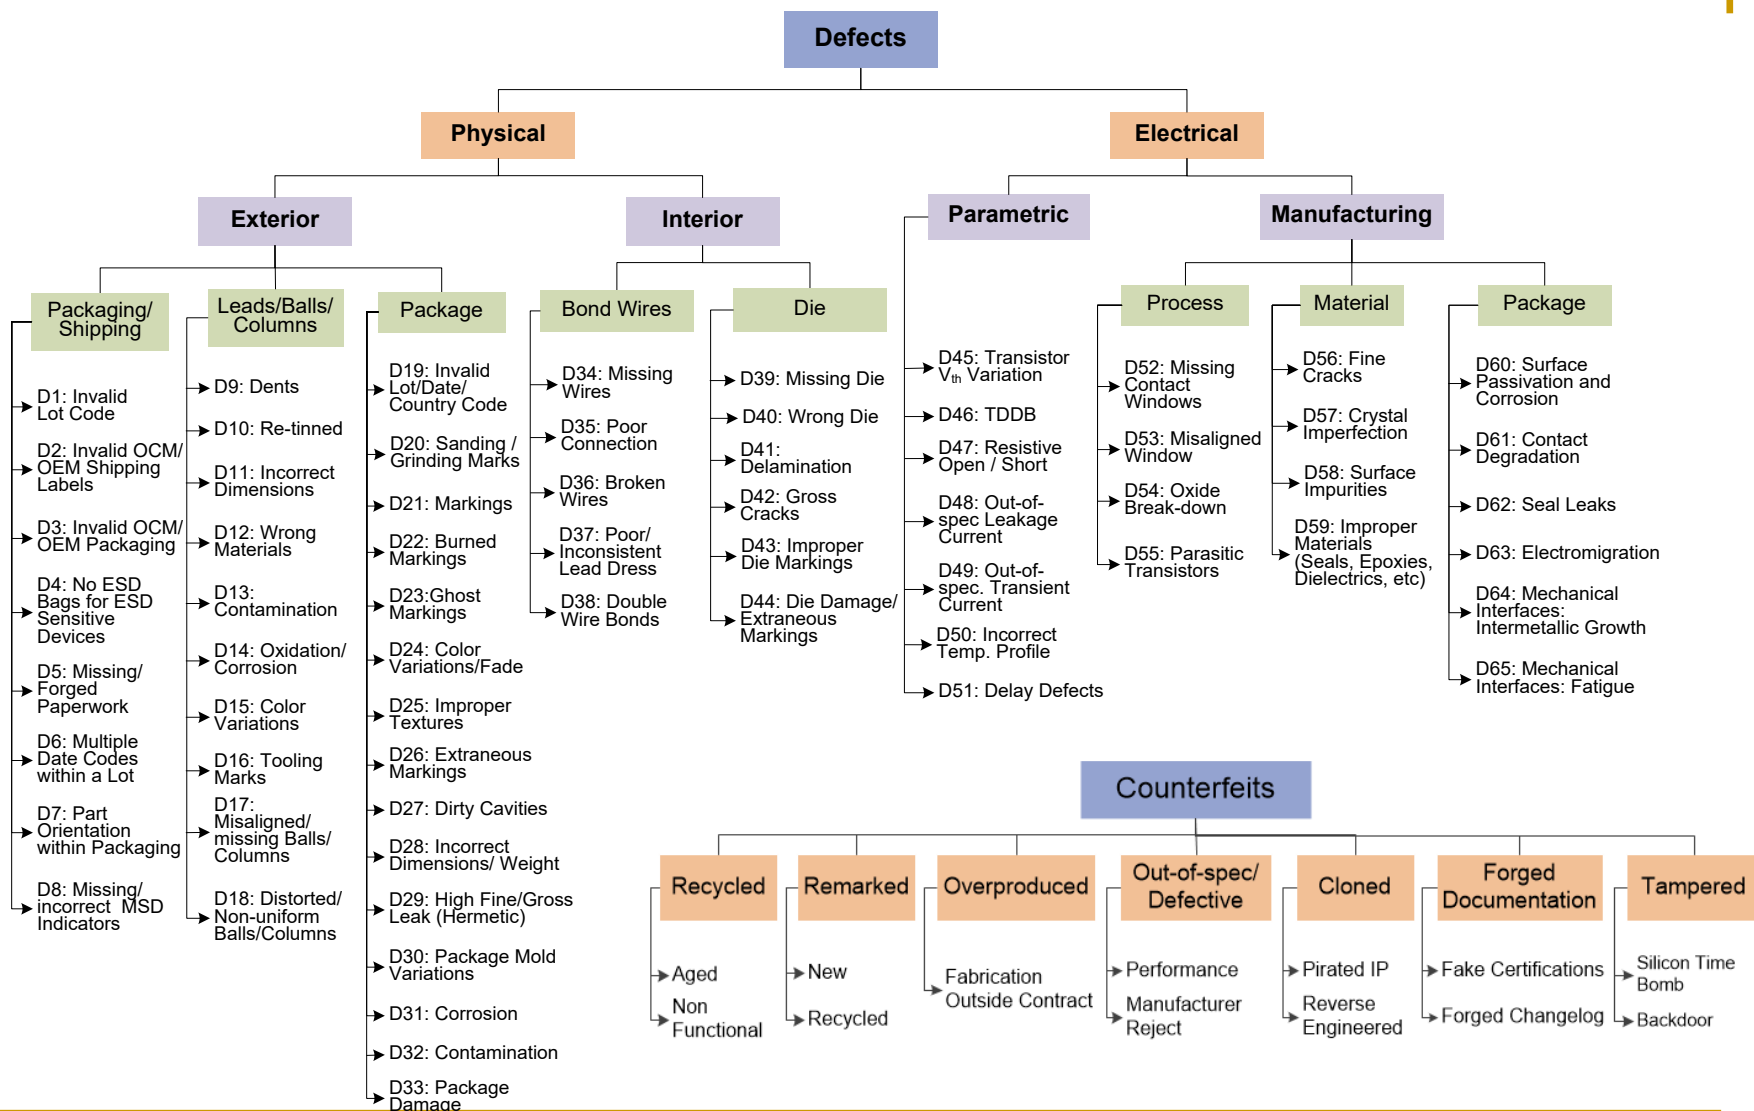 Defects
Physical
Electrical
Exterior
Interior
Parametric
Manufacturing
Packaging/
Shipping
Leads/Balls/
Columns
Package
Bond Wires
Die
Process
Material
Package
D1: Invalid
Lot Code
D2: Invalid OCM/
OEM Shipping
Labels
D3: Invalid OCM/
OEM Packaging
D4: No ESD
Bags for ESD
Sensitive
Devices
D5: Missing/
Forged
Paperwork
D6: Multiple
Date Codes
within a Lot
D7: Part
Orientation
within Packaging
D8: Missing/
incorrect MSD
Indicators
D9: Dents
D10: Re-tinned
D11: Incorrect
Dimensions
D12: Wrong
Materials
D13:
Contamination
D14: Oxidation/
Corrosion
D15: Color
Variations
D16: Tooling
Marks
D17:
Misaligned/
missing Balls/
Columns
D18: Distorted/
Non-uniform
Balls/Columns
D19: Invalid
Lot/Date/
Country Code
D20: Sanding /
Grinding Marks
D21: Markings
D22: Burned
Markings
D23:Ghost
Markings
D24: Color
Variations/Fade
D25: Improper
Textures
D26: Extraneous
Markings
D27: Dirty Cavities
D28: Incorrect
Dimensions/ Weight
D29: High Fine/Gross
Leak (Hermetic)
D30: Package Mold
Variations
D31: Corrosion
D32: Contamination
D33: Package
Damage
D34: Missing
Wires
D35: Poor
Connection
D36: Broken
Wires
D37: Poor/
Inconsistent
Lead Dress
D38: Double
Wire Bonds
D39: Missing Die
D40: Wrong Die
D41:
Delamination
D42: Gross
Cracks
D43: Improper
Die Markings
D44: Die Damage/
Extraneous
Markings
D45: Transistor
Vth Variation
D46: TDDB
D47: Resistive
Open / Short
D48: Out-of-
spec Leakage
Current
D49: Out-of-
spec. Transient
Current
D50: Incorrect
Temp. Profile
D51: Delay Defects
D52: Missing
Contact
Windows
D53: Misaligned
Window
D54: Oxide
Break-down
D55: Parasitic
Transistors
D56: Fine
Cracks
D57: Crystal
Imperfection
D58: Surface
Impurities
D59: Improper
Materials
(Seals, Epoxies,
Dielectrics, etc)
D60: Surface
Passivation and
Corrosion
D61: Contact
Degradation
D62: Seal Leaks
D63: Electromigration
D64: Mechanical
Interfaces:
Intermetallic Growth
D65: Mechanical
Interfaces: Fatigue
Counterfeits
Recycled
Remarked
Overproduced
Out-of-spec/
Defective
Cloned
Forged
Documentation
Tampered
Aged
Non
Functional
New
Recycled
Fabrication
Outside Contract
Performance
Manufacturer
Reject
Pirated IP
Reverse
Engineered
Fake Certifications
Forged Changelog
Silicon Time
Bomb
Backdoor